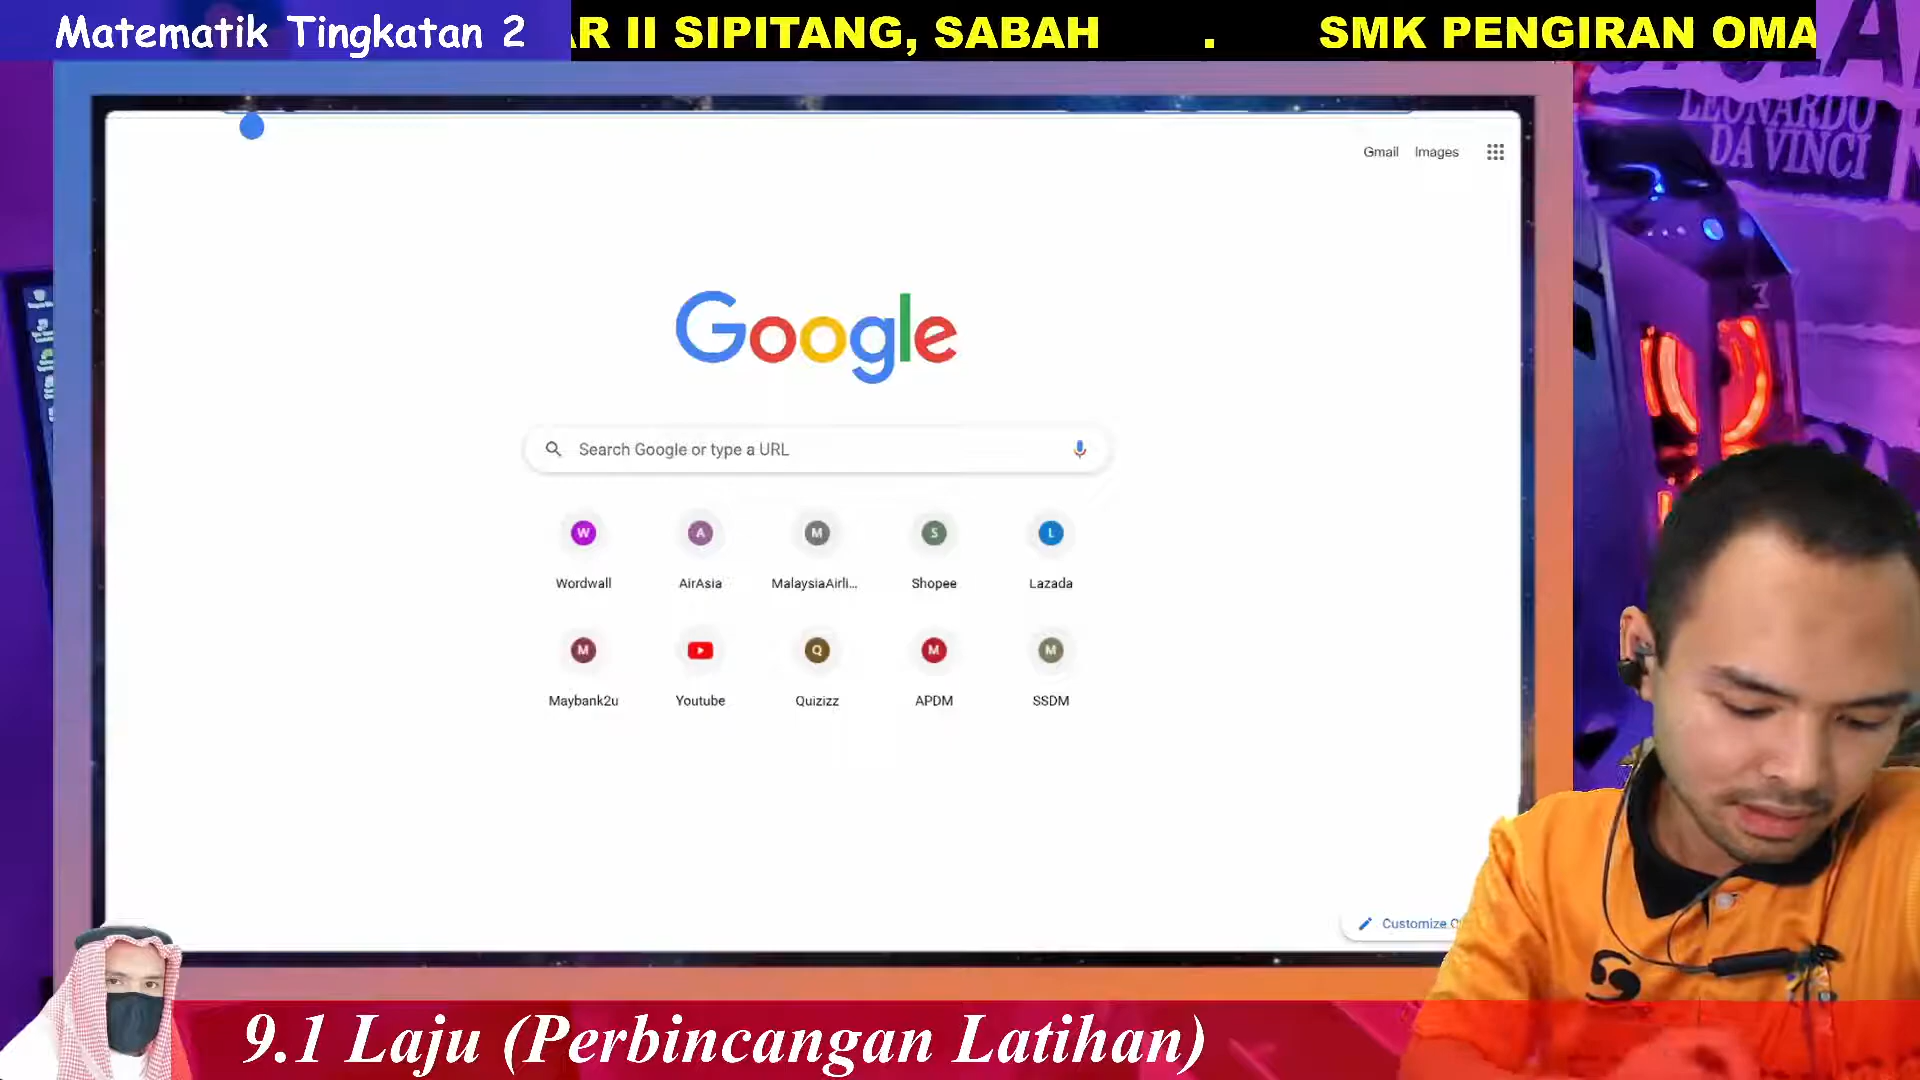 Matematik Tingkatan 2
AR II SIPITANG, SABAH . SMK PENGIRAN OMA
LEONARDO
DA VINCI
Gmail Images
Google
Search Google or type a URL
W A M S L
Wordwall AirAsia MalaysiaAirli... Shopee Lazada
M Q M M
Maybank2u Youtube Quizizz APDM SSDM
Customize C
9.1 Laju (Perbincangan Latihan)